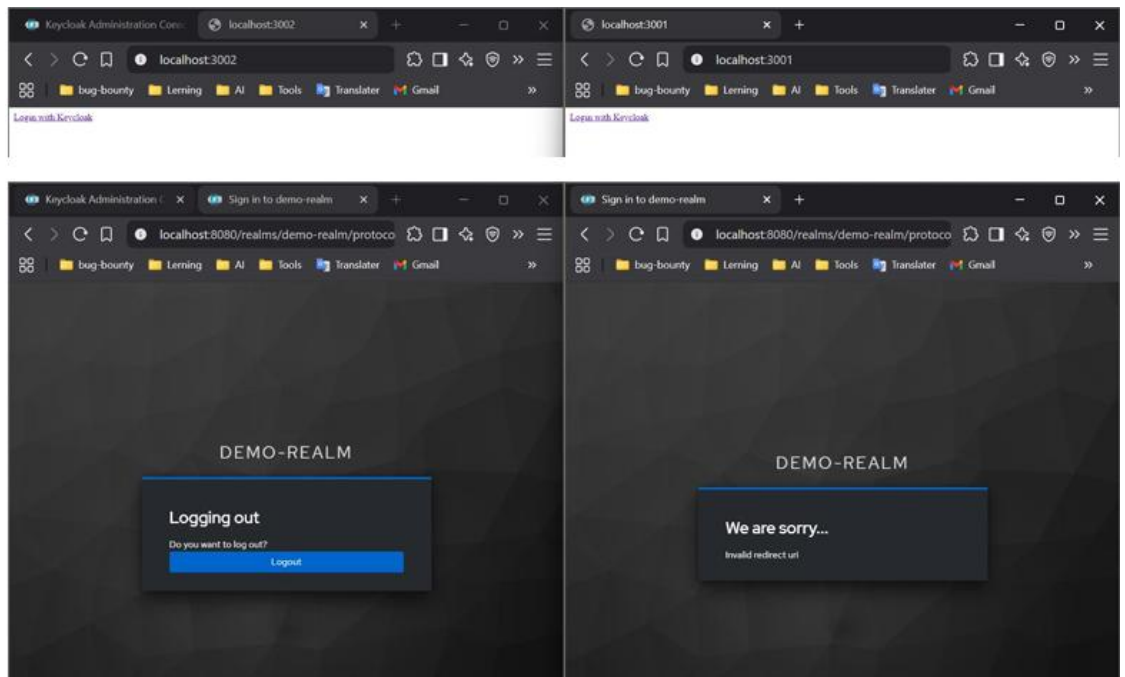 Keycloak Administration Cons
localhost:3002
localhost:3002
bug-bounty Lerning AI Tools Translater Gmail
Login with Keycloak
localhost:3001
localhost:3001
bug-bounty Lerning AI Tools Translater Gmail
Login with Keycloak
Keycloak Administration C
Sign in to demo-realm
localhost:8080/realms/demo-realm/protoco
bug-bounty Lerning AI Tools Translater Gmail
DEMO-REALM
Logging out
Do you want to log out?
Logout
Sign in to demo-realm
localhost:8080/realms/demo-realm/protoco
bug-bounty Lerning AI Tools Translater Gmail
DEMO-REALM
We are sorry...
Invalid redirect uri